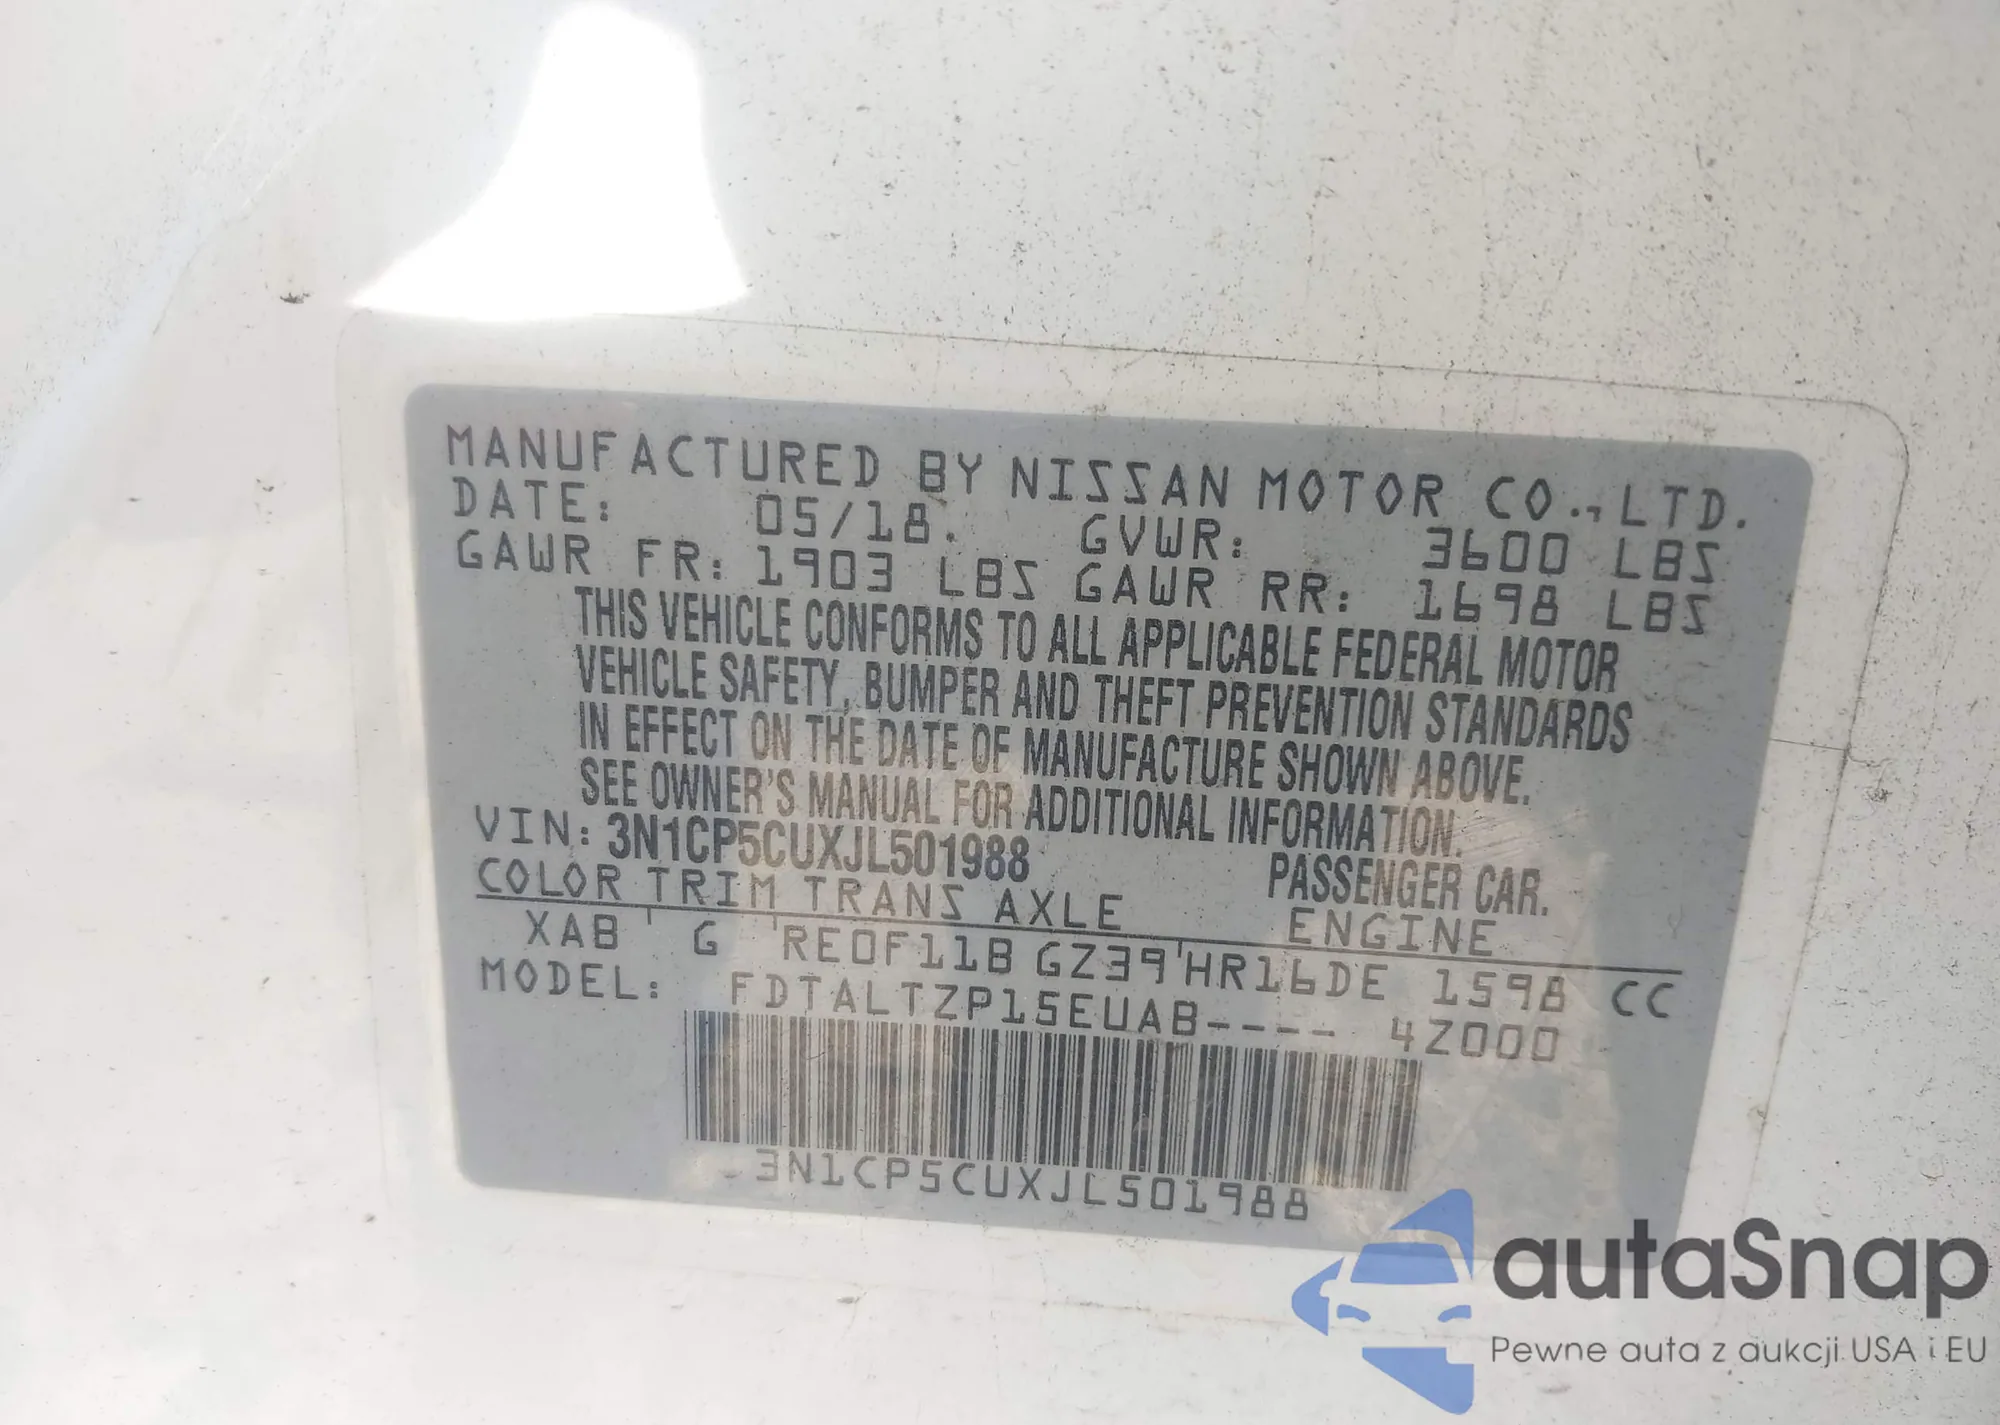 MANUFACTURED BY NISSAN MOTOR CO., LTD.
DATE: 05/18. GVWR: 3600 LBS
GAWR FR: 1903 LBS GAWR RR: 1698 LBS
THIS VEHICLE CONFORMS TO ALL APPLICABLE FEDERAL MOTOR
VEHICLE SAFETY, BUMPER AND THEFT PREVENTION STANDARDS
IN EFFECT ON THE DATE OF MANUFACTURE SHOWN ABOVE.
SEE OWNER'S MANUAL FOR ADDITIONAL INFORMATION.
VIN: 3N1CP5CUXJL501988 PASSENGER CAR.
COLOR TRIM TRANS AXLE ENGINE
XAB G RE0F11B GZ39 HR16DE 1598 CC
MODEL: FDTALTZP15EUAB---- 4Z000
3N1CP5CUXJL501988
autaSnap
Pewne auta z aukcji USA i EU